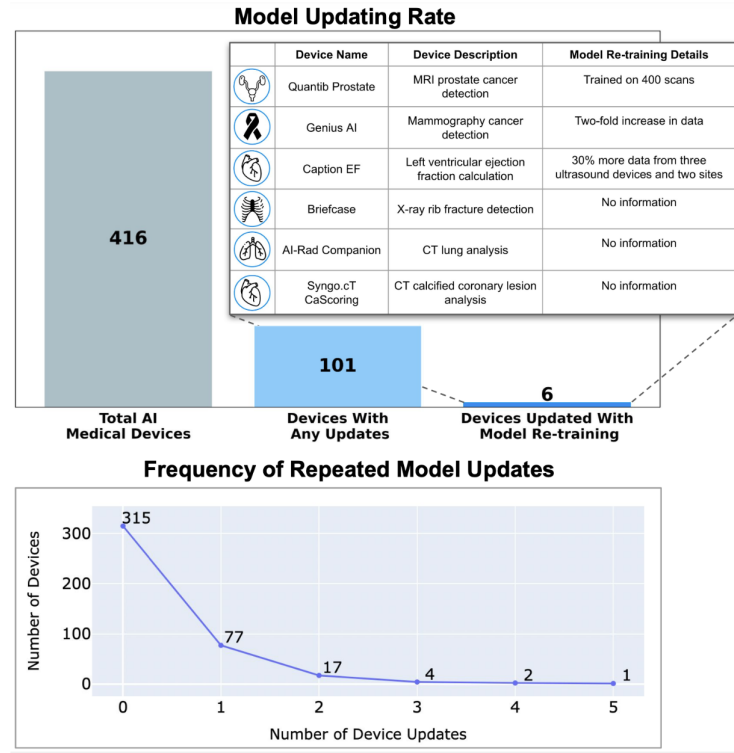 Model Updating Rate
Device Name Device Description Model Re-training Details
Quantib Prostate MRI prostate cancer detection Trained on 400 scans
Genius AI Mammography cancer detection Two-fold increase in data
Caption EF Left ventricular ejection fraction calculation 30% more data from three ultrasound devices and two sites
Briefcase X-ray rib fracture detection No information
AI-Rad Companion CT lung analysis No information
Syngo.cT CaScoring CT calcified coronary lesion analysis No information
416
101
6
Total AI Medical Devices
Devices With Any Updates
Devices Updated With Model Re-training
Frequency of Repeated Model Updates
Number of Devices
300
200
100
0
315
77
17
4
2
1
0 1 2 3 4 5
Number of Device Updates